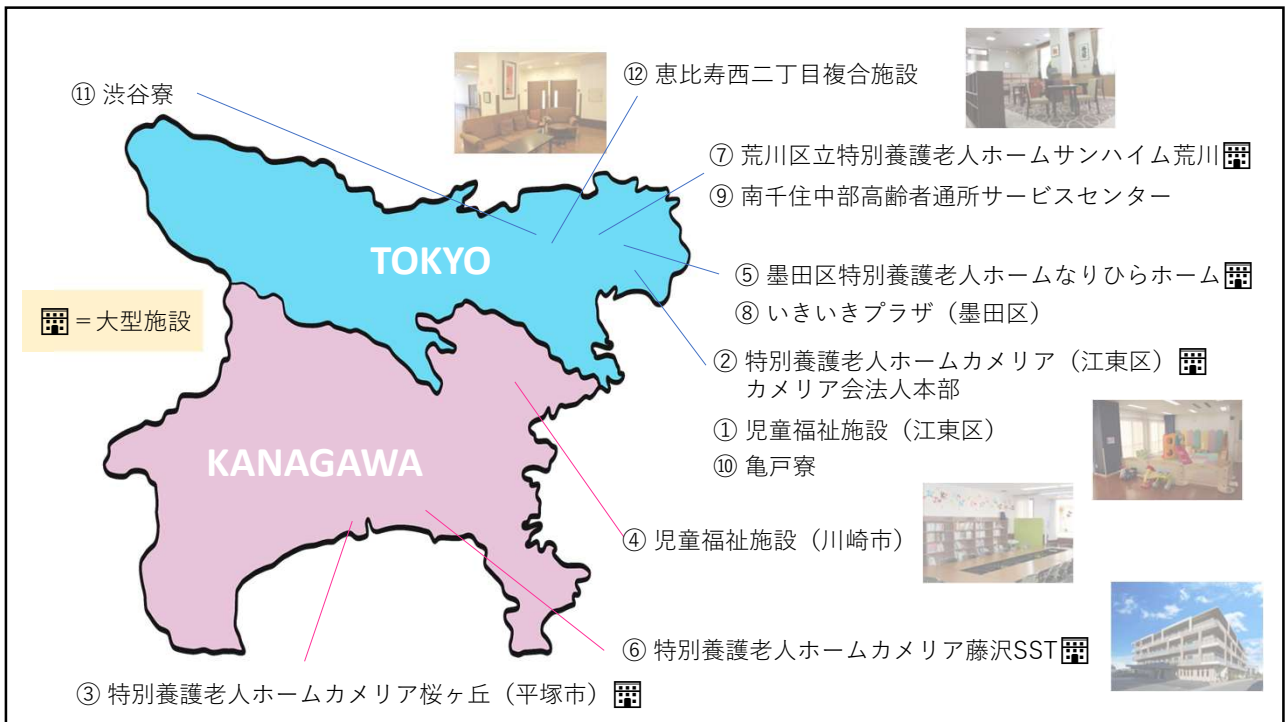 ⑪ 渋谷寮
⑫ 恵比寿西二丁目複合施設
⑦ 荒川区立特別養護老人ホームサンハイム荒川
⑨ 南千住中部高齢者通所サービスセンター
TOKYO
⑤ 墨田区特別養護老人ホームなりひらホーム
=大型施設
⑧ いきいきプラザ（墨田区）
② 特別養護老人ホームカメリア（江東区）
カメリア会法人本部
① 児童福祉施設（江東区）
KANAGAWA
⑩ 亀戸寮
④ 児童福祉施設（川崎市）
⑥ 特別養護老人ホームカメリア藤沢SST
③ 特別養護老人ホームカメリア桜ヶ丘（平塚市）